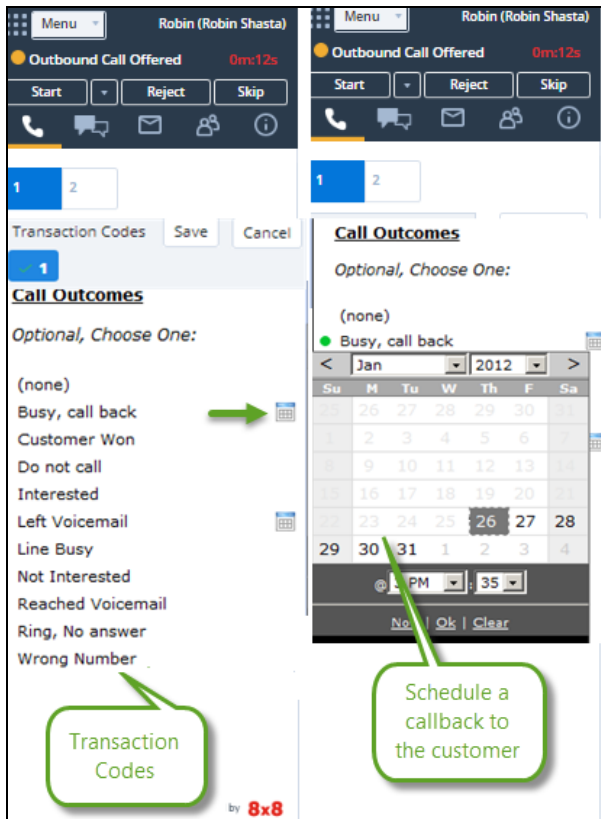 Menu
Robin (Robin Shasta)
Outbound Call Offered 0m:12s
Start Reject Skip
1 2
Transaction Codes Save Cancel
1
Call Outcomes
Optional, Choose One:
(none)
Busy, call back
Customer Won
Do not call
Interested
Left Voicemail
Line Busy
Not Interested
Reached Voicemail
Ring, No answer
Wrong Number
Transaction
Codes
by 8x8
Menu
Robin (Robin Shasta)
Outbound Call Offered 0m:12s
Start Reject Skip
1 2
Call Outcomes
Optional, Choose One:
(none)
Busy, call back
< Jan 2012 >
Su M Tu W Th F Sa
25 26 27 28 29 30 31
1 2 3 4 5 6 7
8 9 10 11 12 13 14
15 16 17 18 19 20 21
22 23 24 25 26 27 28
29 30 31 1 2 3 4
@ PM : 35
| Ok | Clear
Schedule a
callback to
the customer